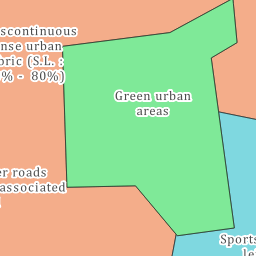 scontinuous
nse urban
bric (S.L. :
% - 80%)
Green urban
areas
er roads
associated
Sports
le